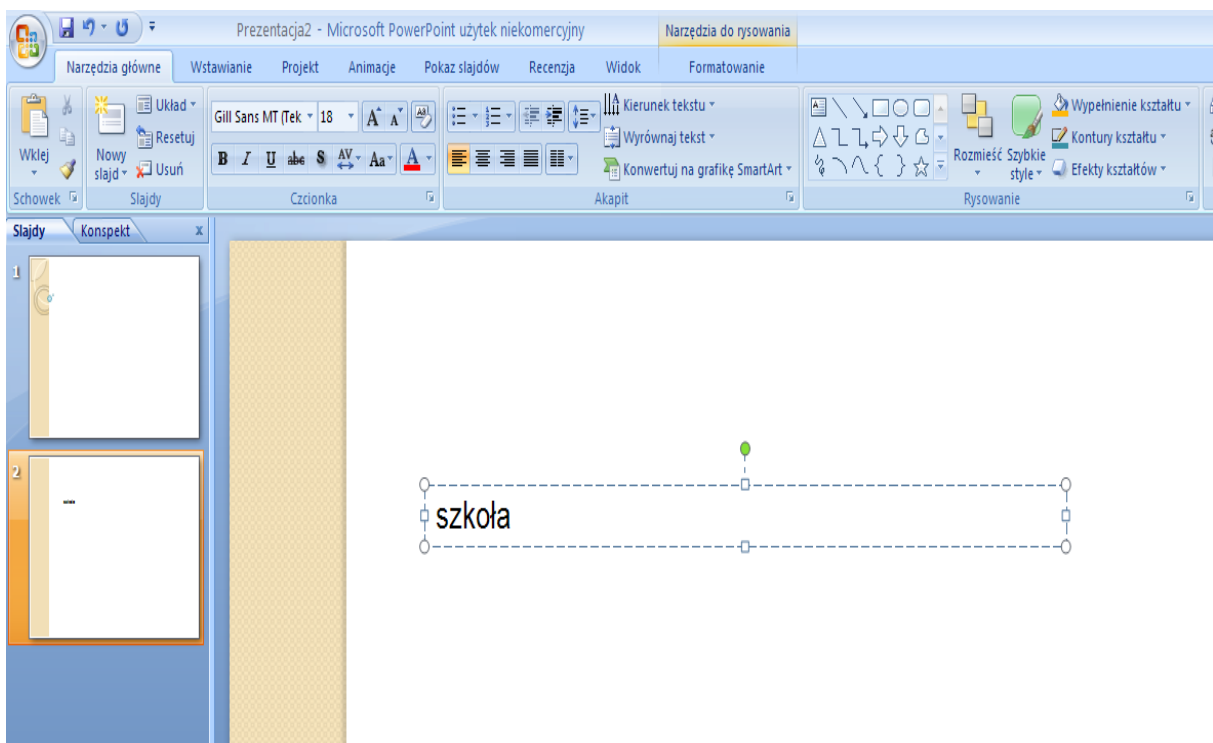 Prezentacja2 - Microsoft PowerPoint użytek niekomercyjny
Narzędzia do rysowania
Narzędzia główne Wstawianie Projekt Animacje Pokaz slajdów Recenzja Widok Formatowanie
Wklej
Nowy slajd
Układ
Resetuj
Usuń
Gill Sans MT (Tek 18
B I U abe S AV Aa A
Kierunek tekstu
Wyrównaj tekst
Konwertuj na grafikę SmartArt
Rozmieść
Szybkie style
Wypełnienie kształtu
Kontury kształtu
Efekty kształtów
Schowek Slajdy Czcionka Akapit Rysowanie
Slajdy Konspekt x
1
2
szkoła